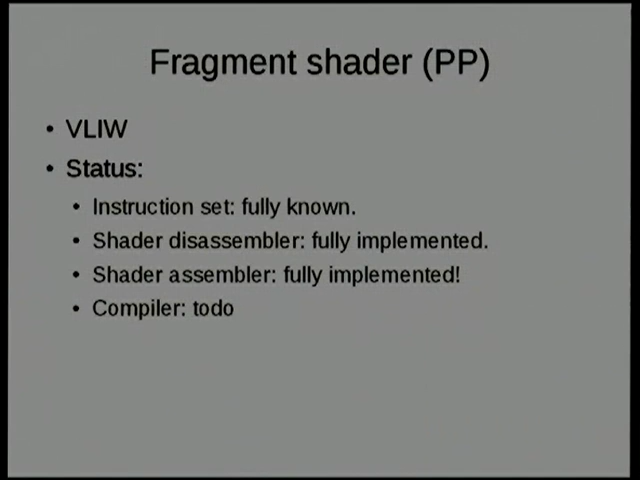 Fragment shader (PP)
• VLIW
• Status:
• Instruction set: fully known.
• Shader disassembler: fully implemented.
• Shader assembler: fully implemented!
• Compiler: todo